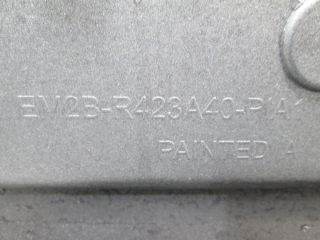 EM2B-R423A40-PIA1
PAINTED A